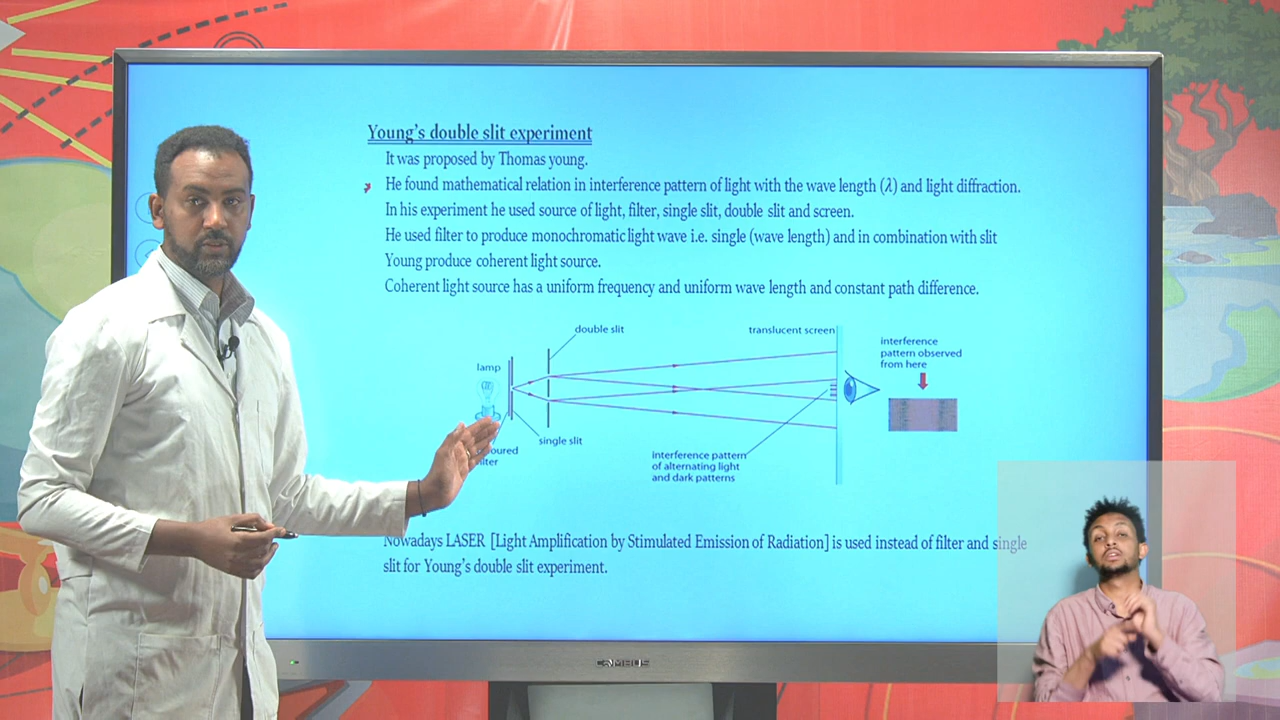 Young's double slit experiment
It was proposed by Thomas young.
He found mathematical relation in interference pattern of light with the wave length (λ) and light diffraction.
In his experiment he used source of light, filter, single slit, double slit and screen.
He used filter to produce monochromatic light wave i.e. single (wave length) and in combination with slit
Young produce coherent light source.
Coherent light source has a uniform frequency and uniform wave length and constant path difference.
double slit
translucent screen
lamp
interference
pattern observed
from here
single slit
interference pattern
of alternating light
and dark patterns
Nowadays LASER [Light Amplification by Stimulated Emission of Radiation] is used instead of filter and single
slit for Young's double slit experiment.